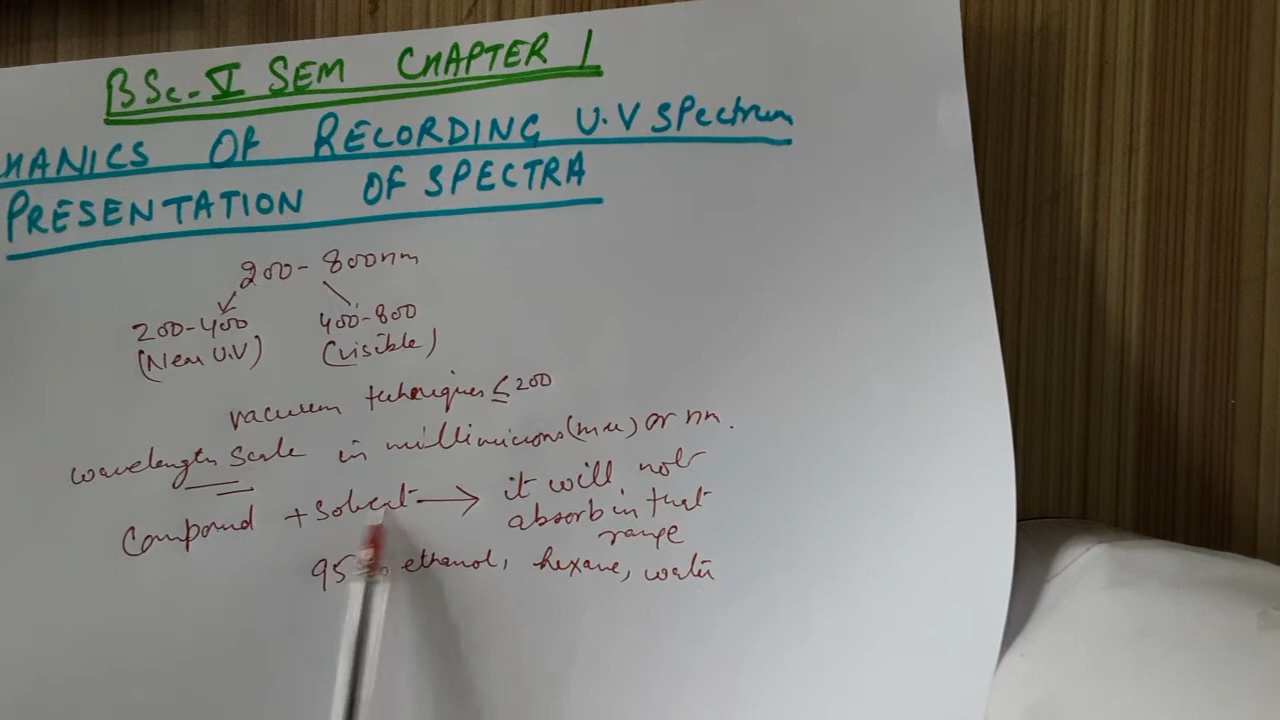 BSc. V SEM CHAPTER 1
HANICS OF RECORDING U.V SPectrum
PRESENTATION OF SPECTRA
200-800nm
200-400 400-800
(Near U.V) (visible)
vacuum techniques ≤200
wavelength scale in millimicrons(mμ) or nm.
Compound + Solvent → it will not
absorb in that
range
95% ethanol, hexane, water